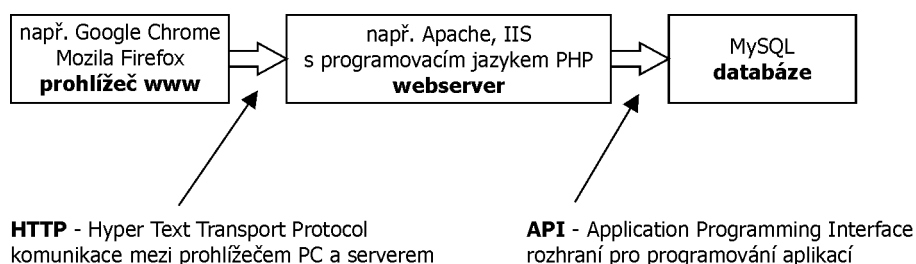 např. Google Chrome
Mozila Firefox
prohlížeč www
např. Apache, IIS
s programovacím jazykem PHP
webserver
MySQL
databáze
HTTP - Hyper Text Transport Protocol
komunikace mezi prohlížečem PC a serverem
API - Application Programming Interface
rozhraní pro programování aplikací